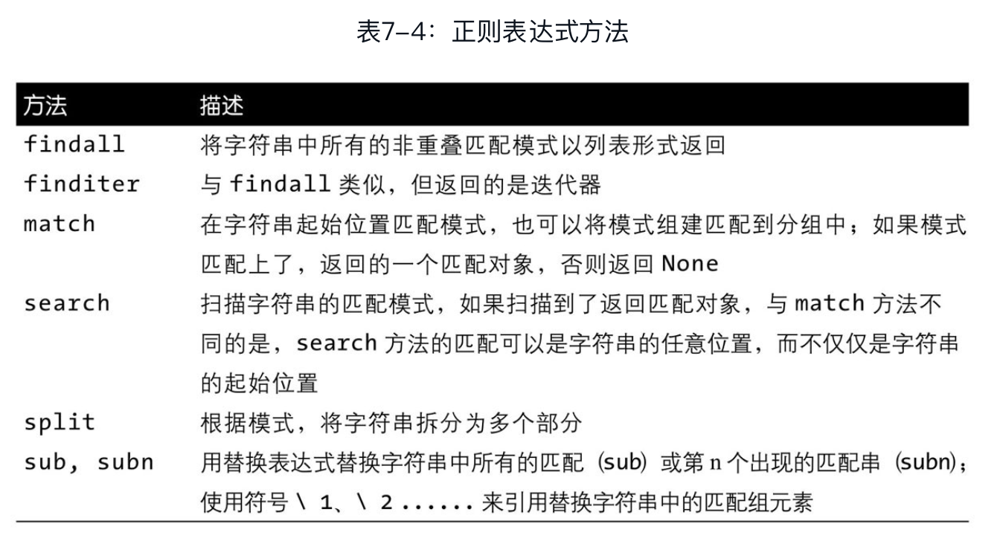 表7-4：正则表达式方法
方法 描述
findall 将字符串中所有的非重叠匹配模式以列表形式返回
finditer 与 findall 类似，但返回的是迭代器
match 在字符串起始位置匹配模式，也可以将模式组建匹配到分组中；如果模式
匹配上了，返回的一个匹配对象，否则返回 None
search 扫描字符串的匹配模式，如果扫描到了返回匹配对象，与 match 方法不
同的是，search 方法的匹配可以是字符串的任意位置，而不仅仅是字符串
的起始位置
split 根据模式，将字符串拆分为多个部分
sub, subn 用替换表达式替换字符串中所有的匹配（sub）或第 n 个出现的匹配串（subn）；
使用符号 \ 1、\ 2 ...... 来引用替换字符串中的匹配组元素